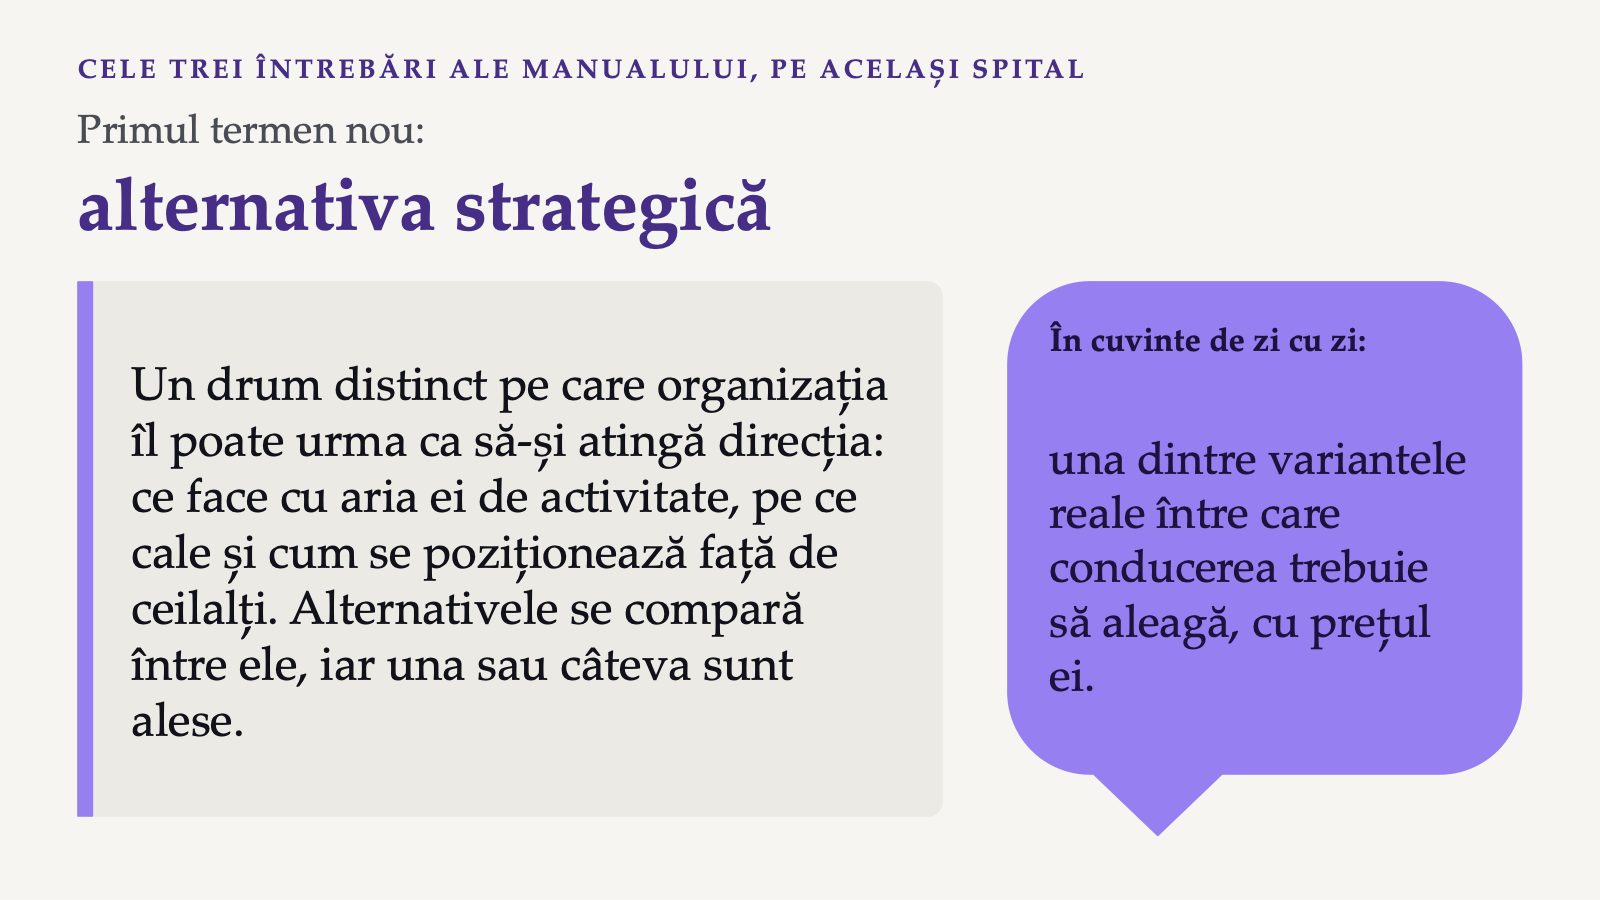 CELE TREI ÎNTREBĂRI ALE MANUALULUI, PE ACELAȘI SPITAL
Primul termen nou:
alternativa strategică
Un drum distinct pe care organizația
îl poate urma ca să-și atingă direcția:
ce face cu aria ei de activitate, pe ce
cale și cum se poziționează față de
ceilalți. Alternativele se compară
între ele, iar una sau câteva sunt
alese.
În cuvinte de zi cu zi:
una dintre variantele
reale între care
conducerea trebuie
să aleagă, cu prețul
ei.